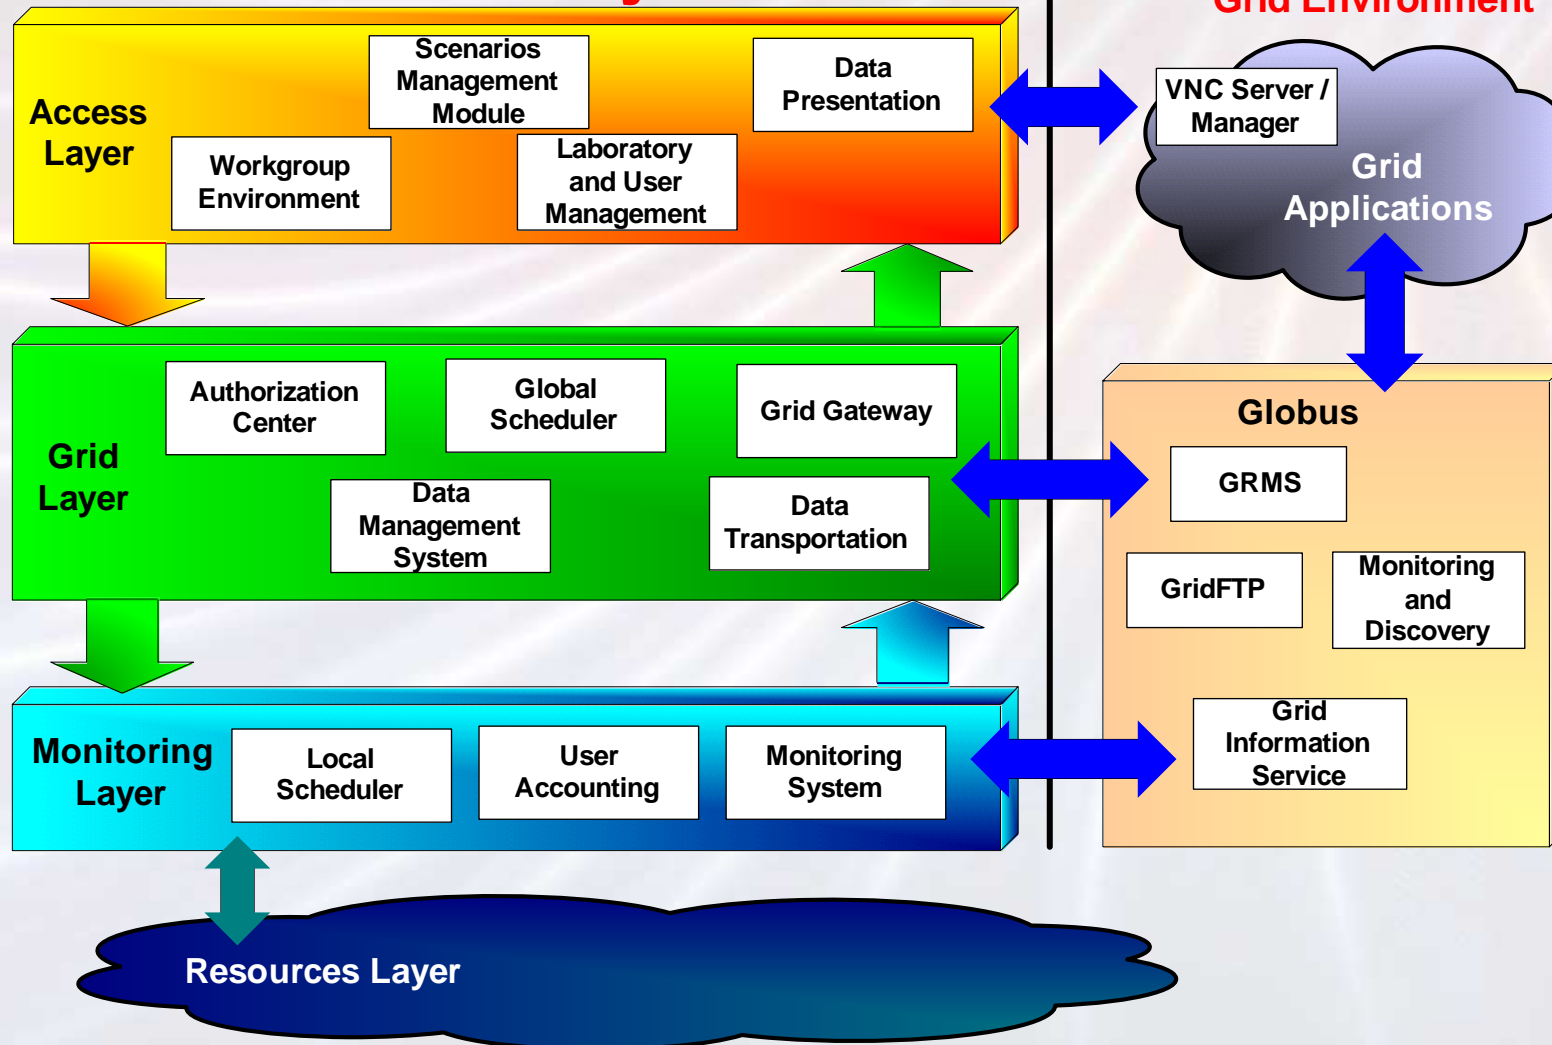 Grid Environment
Access
Layer
Scenarios
Management
Module
Data
Presentation
Workgroup
Environment
Laboratory
and User
Management
VNC Server /
Manager
Grid
Applications
Grid
Layer
Authorization
Center
Global
Scheduler
Grid Gateway
Data
Management
System
Data
Transportation
Globus
GRMS
GridFTP
Monitoring
and
Discovery
Grid
Information
Service
Monitoring
Layer
Local
Scheduler
User
Accounting
Monitoring
System
Resources Layer